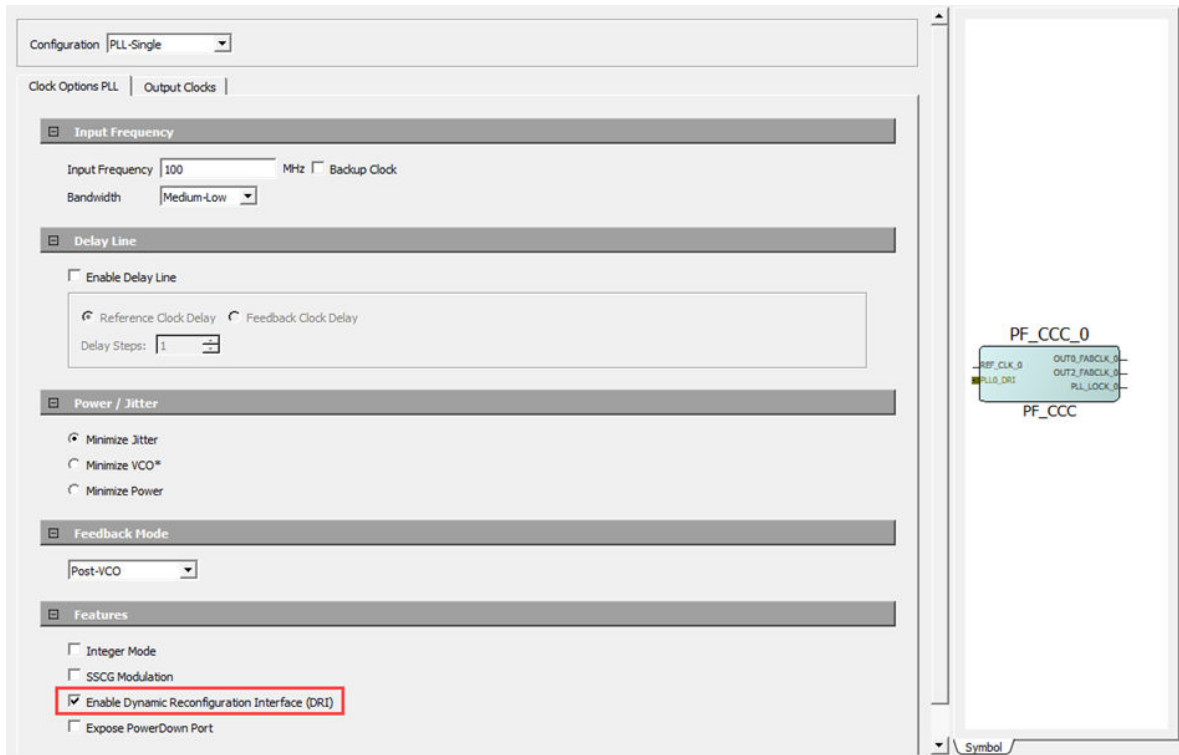 Configuration PLL-Single
Clock Options PLL Output Clocks
Input Frequency
Input Frequency 100 MHz Backup Clock
Bandwidth Medium-Low
Delay Line
Enable Delay Line
Reference Clock Delay Feedback Clock Delay
Delay Steps: 1
Power / Jitter
Minimize Jitter
Minimize VCO*
Minimize Power
Feedback Mode
Post-VCO
Features
Integer Mode
SSCG Modulation
Enable Dynamic Reconfiguration Interface (DRI)
Expose PowerDown Port
PF_CCC_0
REF_CLK_0 OUT0_FABCLK_0
PLL0_DRI OUT2_FABCLK_0
PLL_LOCK_0
PF_CCC
Symbol